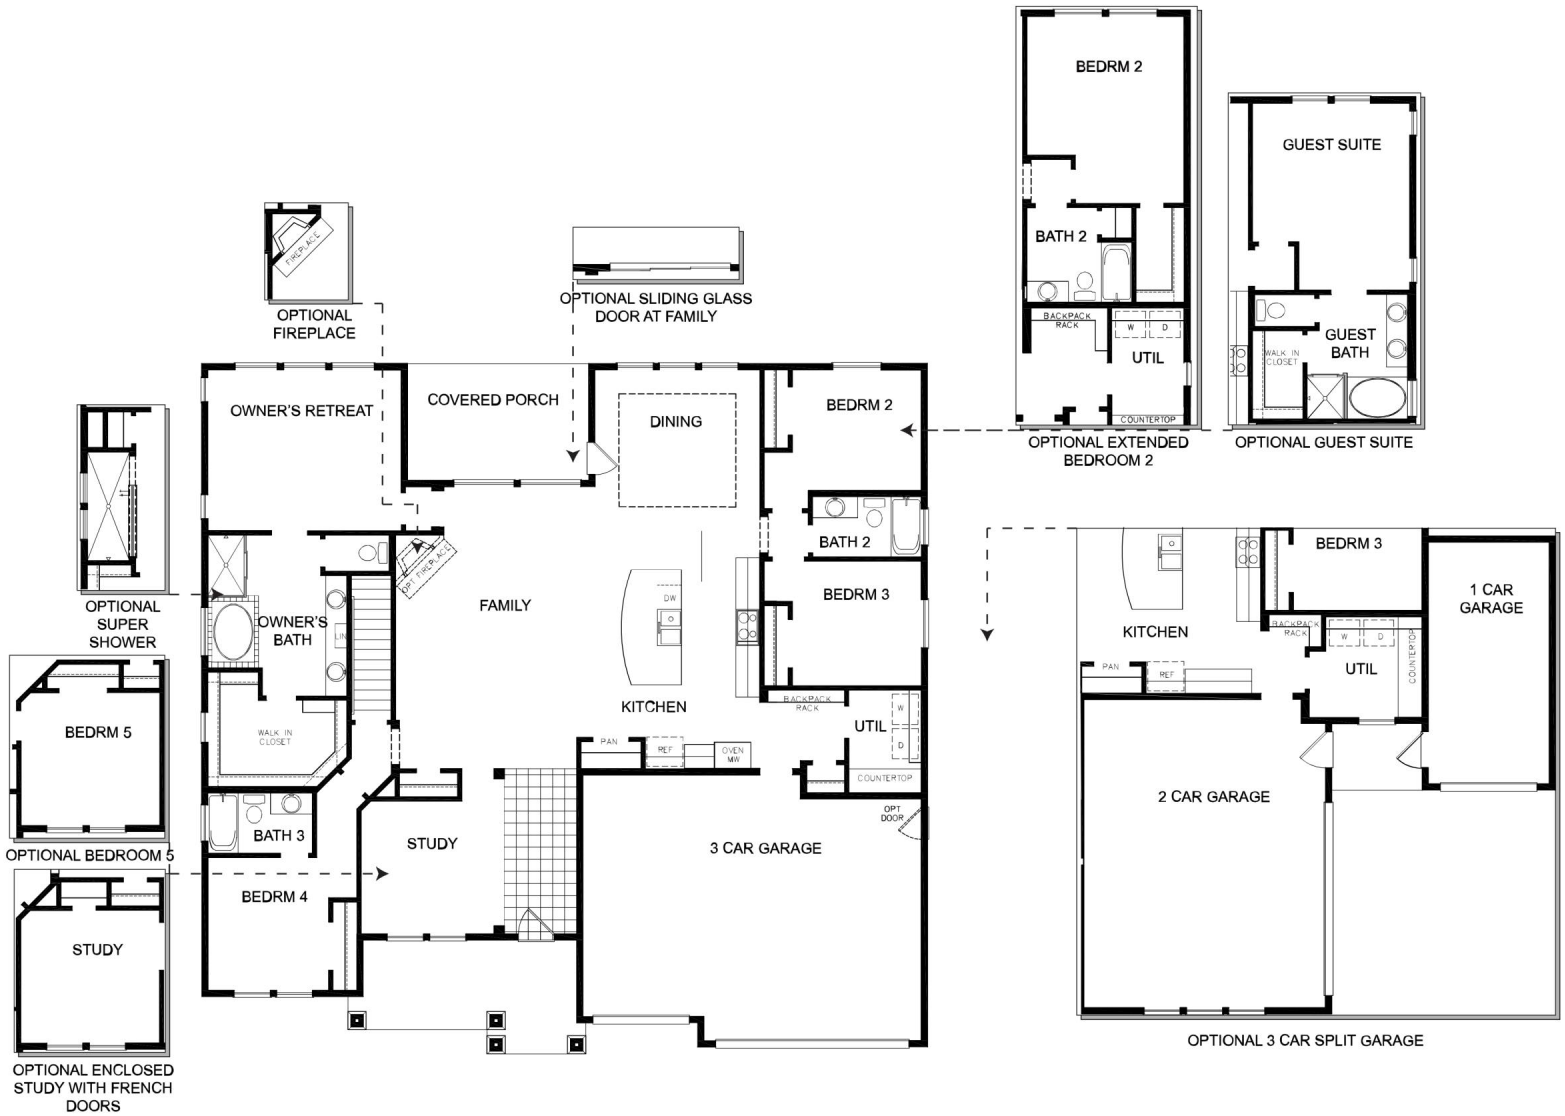 BEDRM 2
BATH 2
BACKPACK
RACK
W
D
UTIL
COUNTERTOP
OPTIONAL EXTENDED
BEDROOM 2
GUEST SUITE
GUEST
BATH
WALK IN
CLOSET
OPTIONAL GUEST SUITE
FIREPLACE
OPTIONAL
FIREPLACE
OPTIONAL SLIDING GLASS
DOOR AT FAMILY
OWNER'S RETREAT
COVERED PORCH
DINING
BEDRM 2
BATH 2
BEDRM 3
OPT FIREPLACE
FAMILY
DW
KITCHEN
OWNER'S
BATH
LIN
WALK IN
CLOSET
BACKPACK
RACK
UTIL
W
D
COUNTERTOP
PAN
REF
OVEN
MW
OPT
DOOR
BATH 3
STUDY
3 CAR GARAGE
BEDRM 4
OPTIONAL
SUPER
SHOWER
BEDRM 5
OPTIONAL BEDROOM 5
STUDY
OPTIONAL ENCLOSED
STUDY WITH FRENCH
DOORS
BEDRM 3
1 CAR
GARAGE
KITCHEN
BACKPACK
RACK
W
D
UTIL
COUNTERTOP
PAN
REF
2 CAR GARAGE
OPTIONAL 3 CAR SPLIT GARAGE